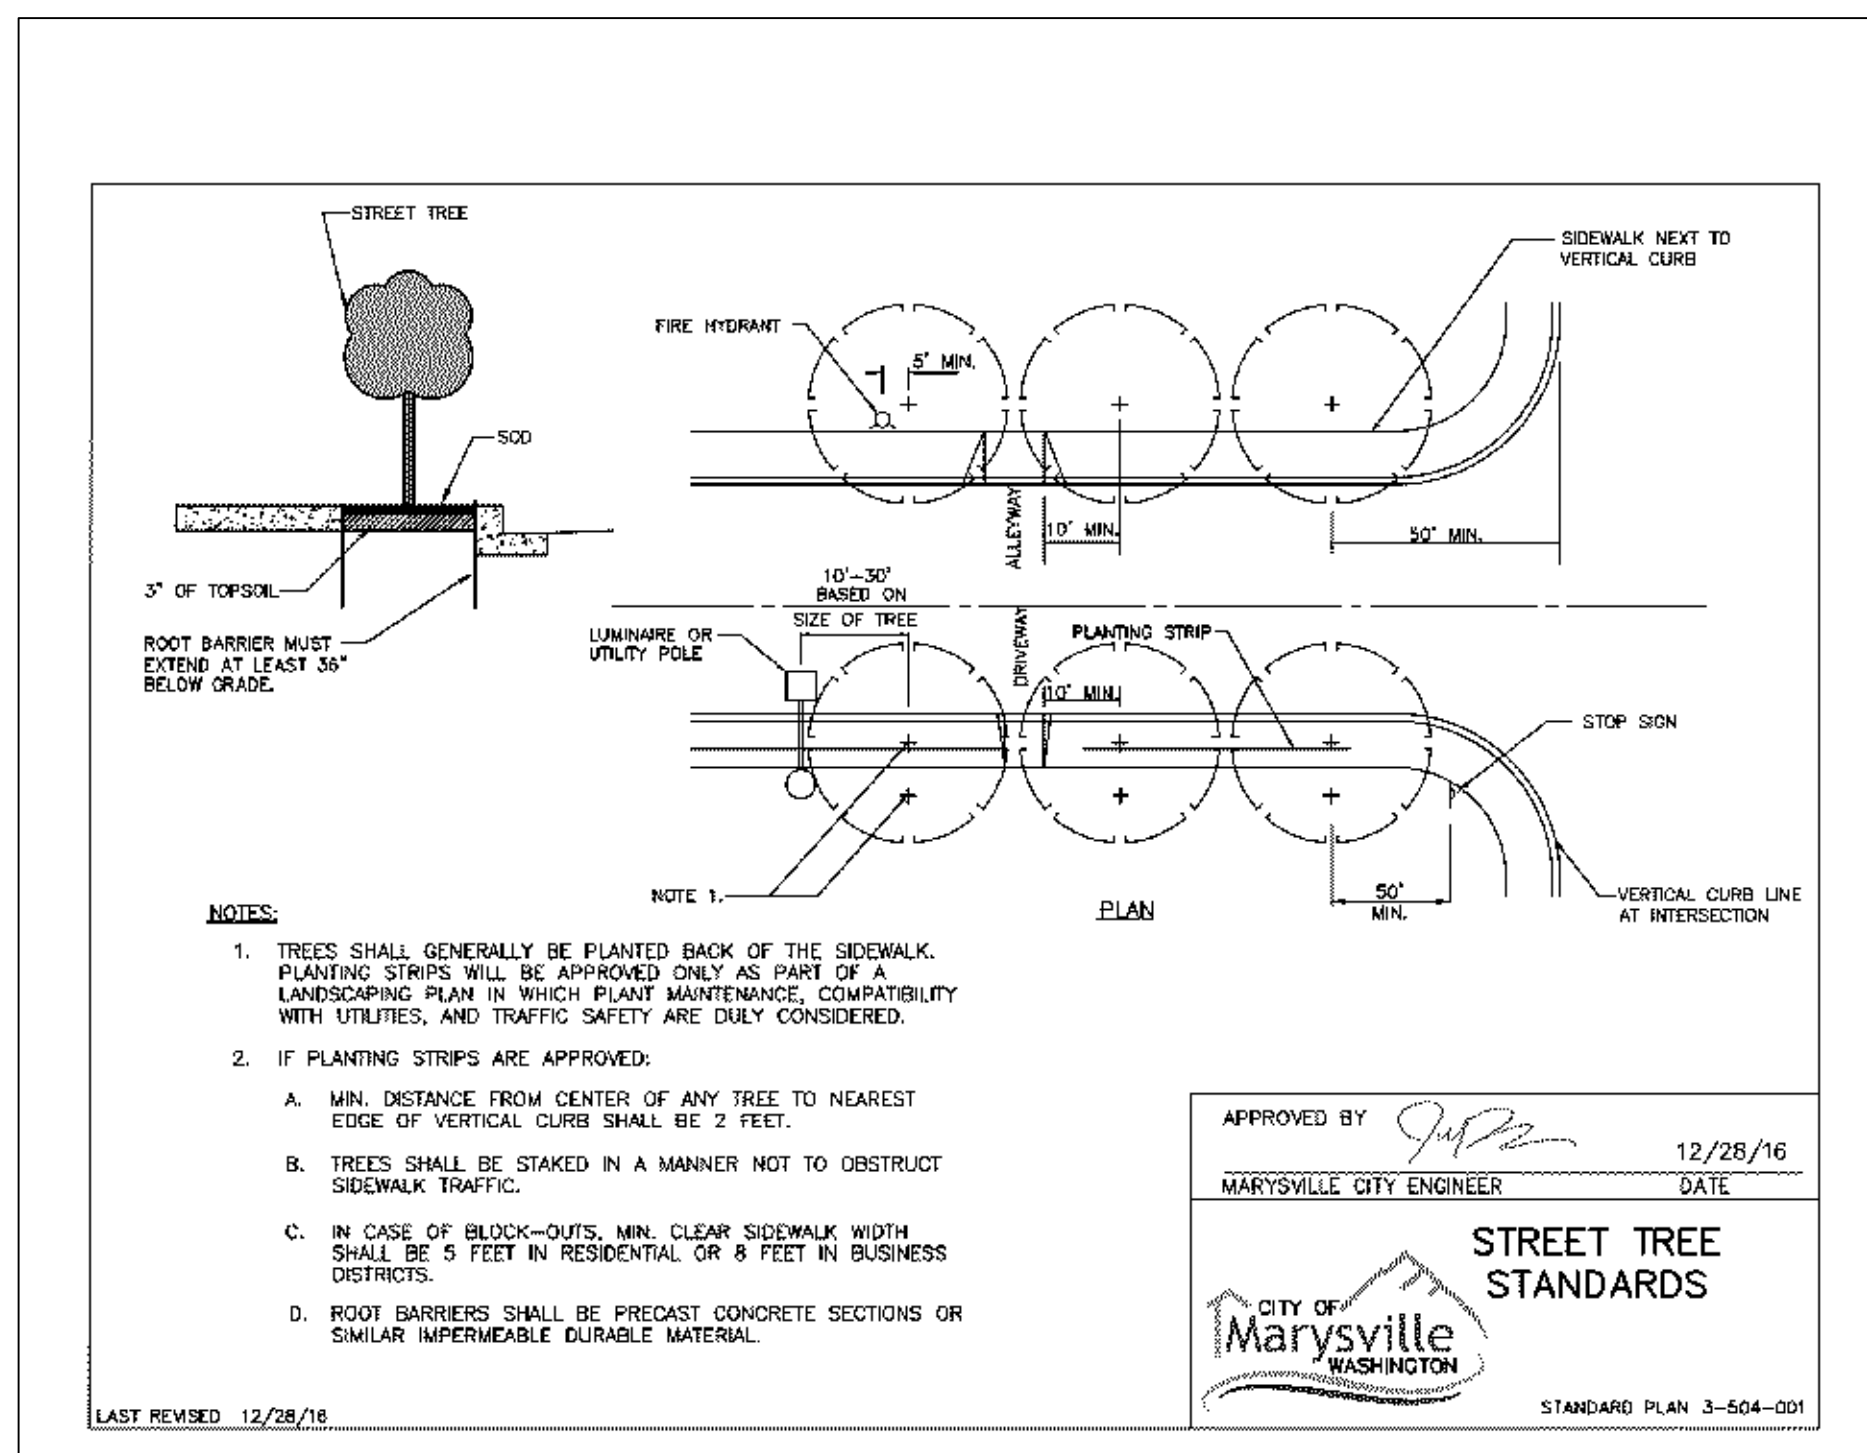 STREET TREE
SIDEWALK NEXT TO
VERTICAL CURB
FIRE HYDRANT
5' MIN.
SOD
ALLEYWAY
10' MIN.
50' MIN.
3" OF TOPSOIL
10'-30'
BASED ON
SIZE OF TREE
ROOT BARRIER MUST
EXTEND AT LEAST 36"
BELOW GRADE.
LUMINAIRE OR
UTILITY POLE
DRIVEWAY
PLANTING STRIP
10' MIN.
STOP SIGN
NOTE 1.
PLAN
50'
MIN.
VERTICAL CURB LINE
AT INTERSECTION
NOTES:
1. TREES SHALL GENERALLY BE PLANTED BACK OF THE SIDEWALK.
PLANTING STRIPS WILL BE APPROVED ONLY AS PART OF A
LANDSCAPING PLAN IN WHICH PLANT MAINTENANCE, COMPATIBILITY
WITH UTILITIES, AND TRAFFIC SAFETY ARE DULY CONSIDERED.
2. IF PLANTING STRIPS ARE APPROVED:
A. MIN. DISTANCE FROM CENTER OF ANY TREE TO NEAREST
EDGE OF VERTICAL CURB SHALL BE 2 FEET.
B. TREES SHALL BE STAKED IN A MANNER NOT TO OBSTRUCT
SIDEWALK TRAFFIC.
C. IN CASE OF BLOCK-OUTS, MIN. CLEAR SIDEWALK WIDTH
SHALL BE 5 FEET IN RESIDENTIAL OR 8 FEET IN BUSINESS
DISTRICTS.
D. ROOT BARRIERS SHALL BE PRECAST CONCRETE SECTIONS OR
SIMILAR IMPERMEABLE DURABLE MATERIAL.
LAST REVISED 12/28/16
APPROVED BY
12/28/16
MARYSVILLE CITY ENGINEER DATE
STREET TREE
STANDARDS
CITY OF
Marysville
WASHINGTON
STANDARD PLAN 3-504-001